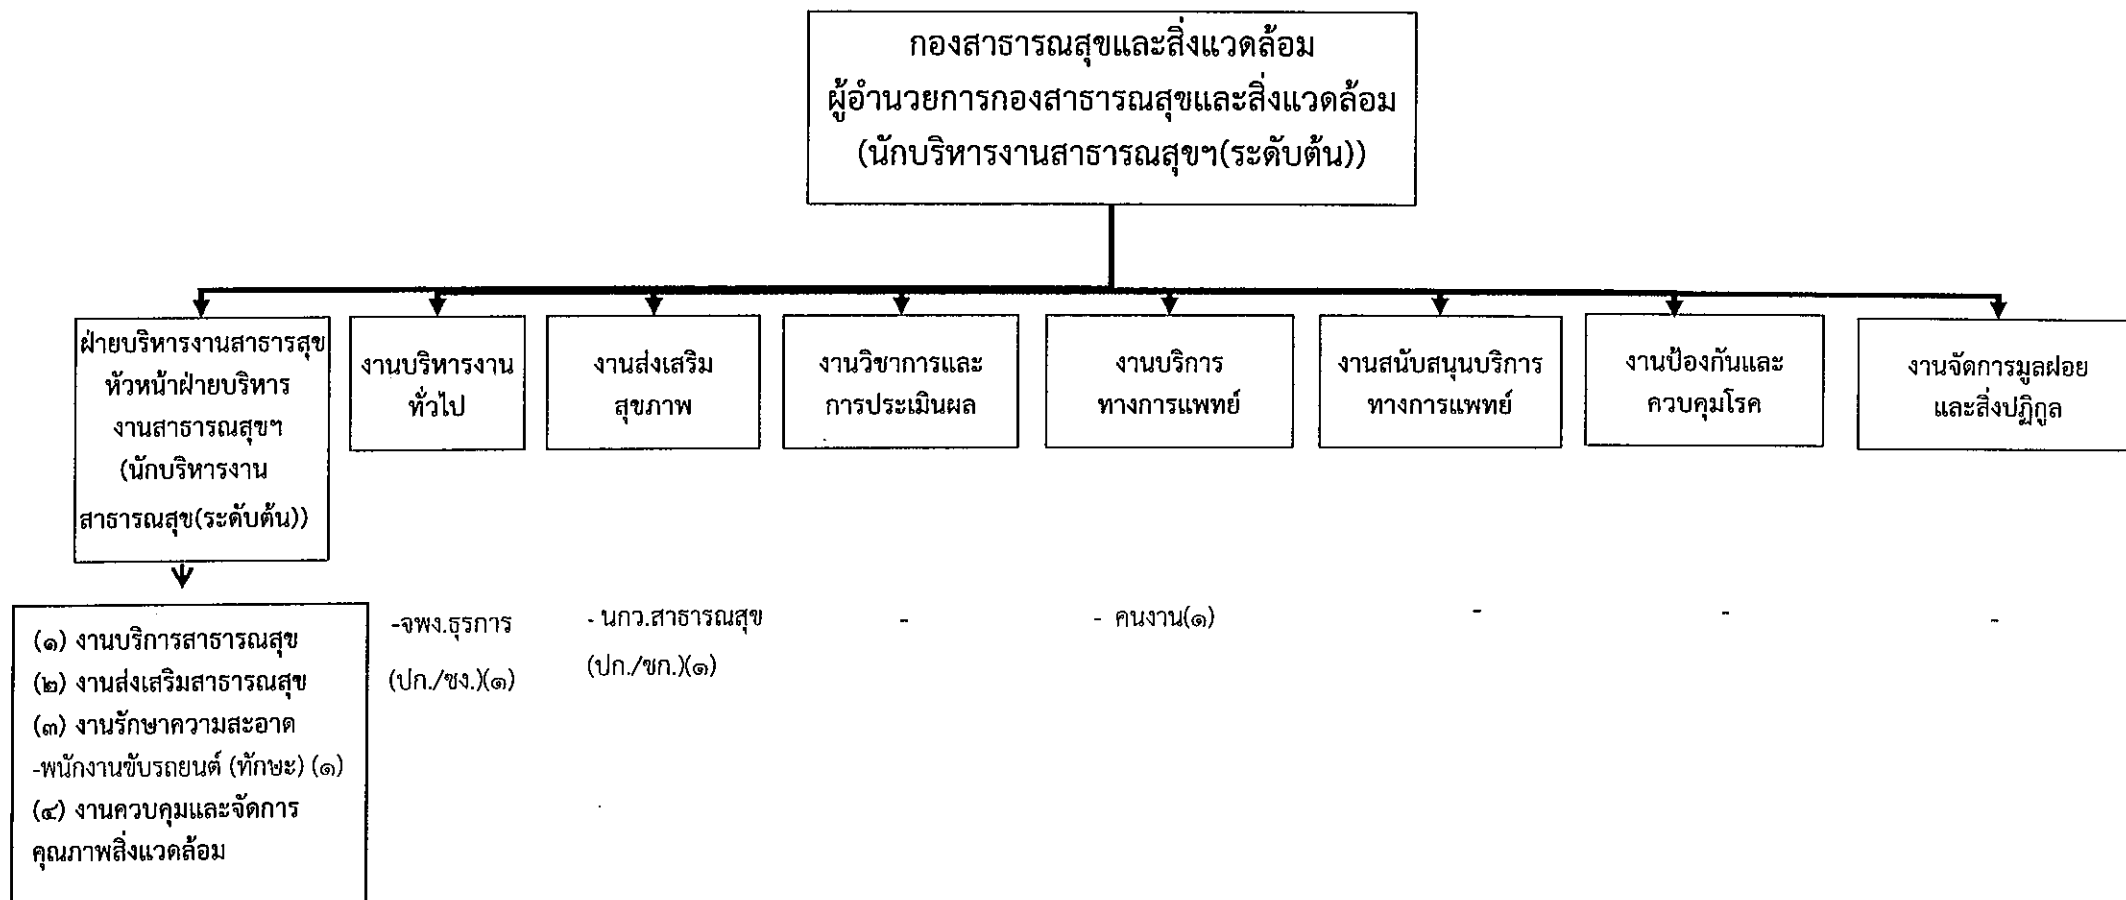 กองสาธารณสุขและสิ่งแวดล้อม
ผู้อำนวยการกองสาธารณสุขและสิ่งแวดล้อม
(นักบริหารงานสาธารณสุขฯ(ระดับต้น))
ฝ่ายบริหารงานสาธารสุข
หัวหน้าฝ่ายบริหาร
งานสาธารณสุขฯ
(นักบริหารงาน
สาธารณสุข(ระดับต้น))
งานบริหารงาน
ทั่วไป
งานส่งเสริม
สุขภาพ
งานวิชาการและ
การประเมินผล
งานบริการ
ทางการแพทย์
งานสนับสนุนบริการ
ทางการแพทย์
งานป้องกันและ
ควบคุมโรค
งานจัดการมูลฝอย
และสิ่งปฏิกูล
(๑) งานบริการสาธารณสุข
(๒) งานส่งเสริมสาธารณสุข
(๓) งานรักษาความสะอาด
-พนักงานขับรถยนต์ (ทักษะ) (๑)
(๔) งานควบคุมและจัดการ
คุณภาพสิ่งแวดล้อม
-จพง.ธุรการ
(ปก./ชง.)(๑)
- นกว.สาธารณสุข
(ปก./ชก.)(๑)
-
- คนงาน(๑)
-
-
-